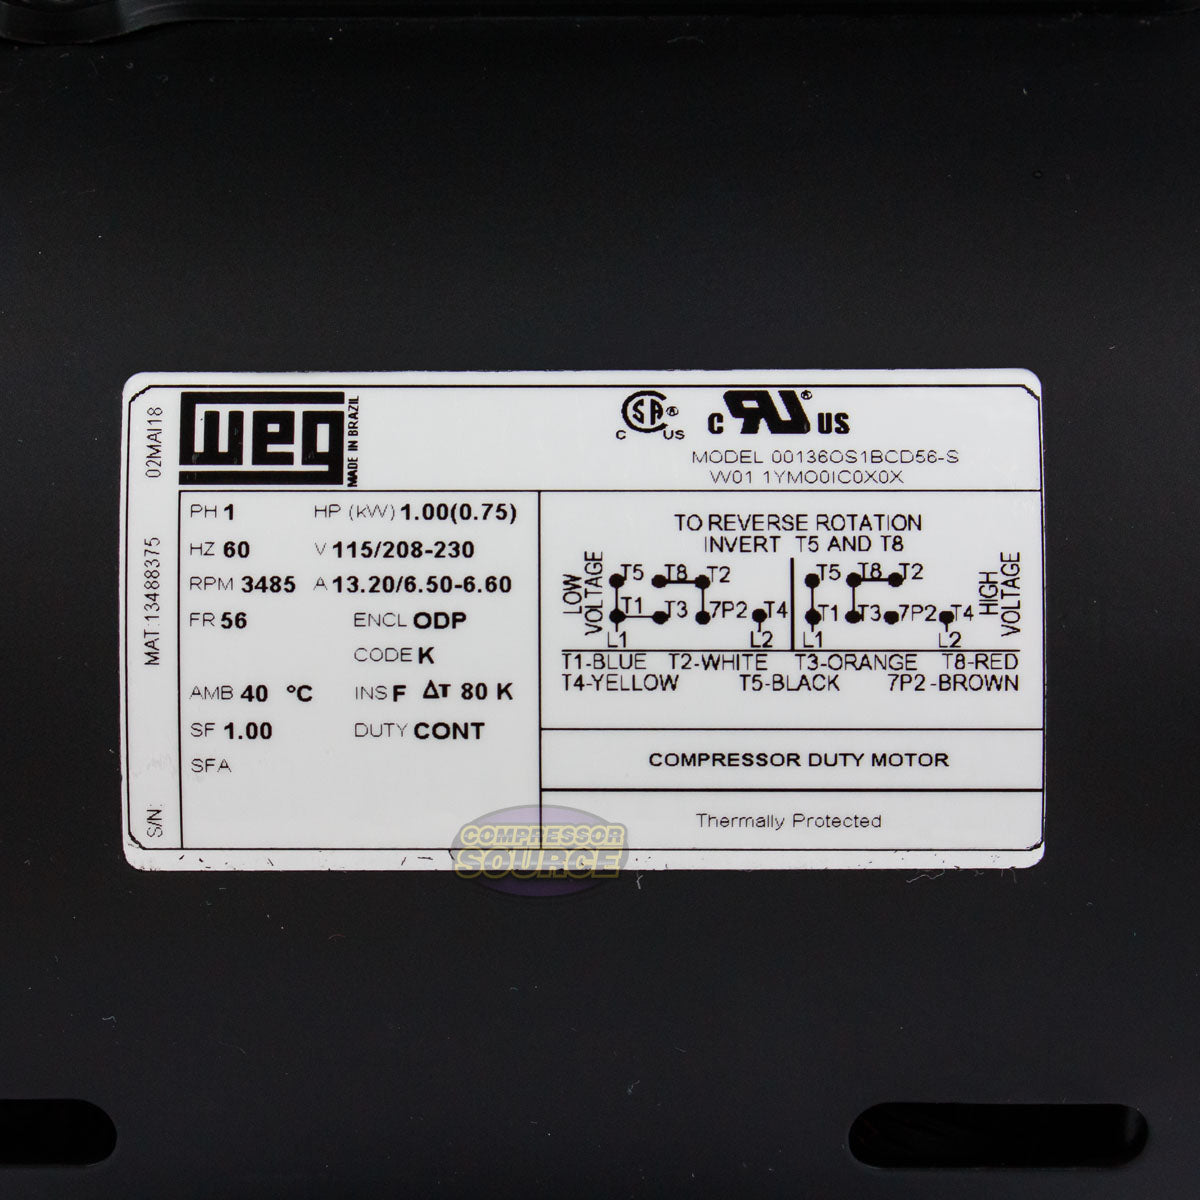 02MAI18
MAT.13488375
S/N:
WEG
MADE IN BRAZIL
C SA ® US
C RU ® US
MODEL 00136OS1BCD56-S
W01 1YMO0IC0X0X
PH 1 HP (kW) 1.00(0.75)
HZ 60 V 115/208-230
RPM 3485 A 13.20/6.50-6.60
FR 56 ENCL ODP
CODE K
AMB 40 °C INS F ΔT 80 K
SF 1.00 DUTY CONT
SFA
TO REVERSE ROTATION
INVERT T5 AND T8
LOW
VOLTAGE
T5 T8 T2
T1 T3 7P2 T4
L1 L2
T5 T8 T2
T1 T3 7P2 T4
L1 L2
HIGH
VOLTAGE
T1-BLUE T2-WHITE T3-ORANGE T8-RED
T4-YELLOW T5-BLACK 7P2-BROWN
COMPRESSOR DUTY MOTOR
Thermally Protected
COMPRESSOR
SOURCE